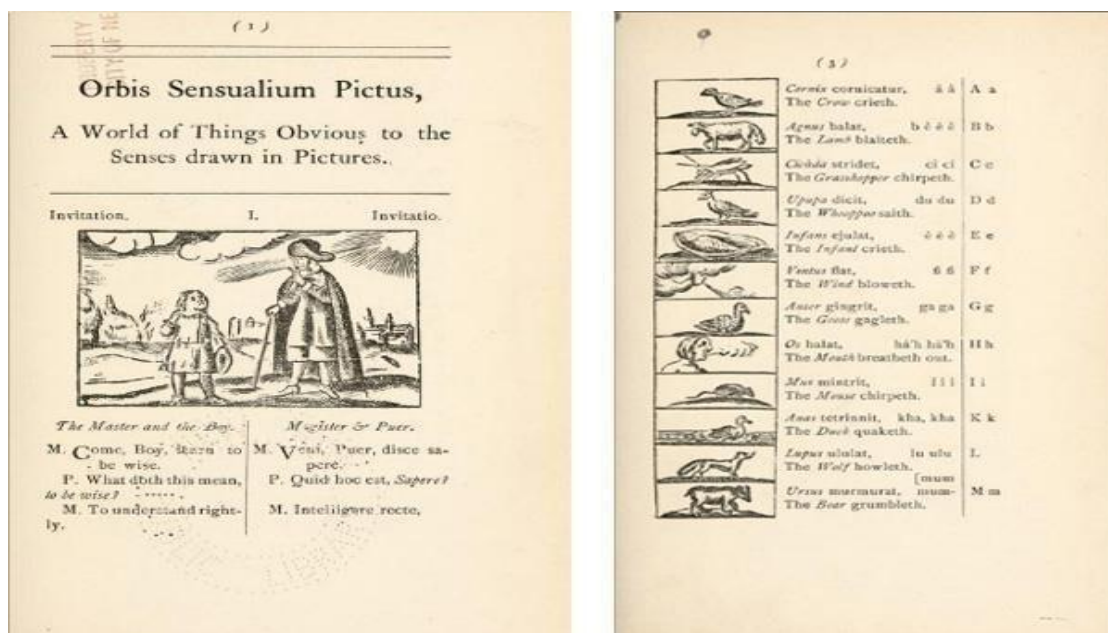 (1)
Orbis Sensualium Pictus,
A World of Things Obvious to the
Senses drawn in Pictures.
Invitation. I. Invitatio.
The Master and the Boy. Magister & Puer.
M. Come, Boy, learn to
be wise.
P. What doth this mean,
to be wise?
M. To understand right-
ly,
M. Veni, Puer, disce sa-
pere.
P. Quid hoc est, Sapere?
M. Intelligere recte,
(3)
Cornix cornicatur, á á A a
The Crow crieth.
Agnus balat, b é é é B b
The Lamb blaiteth.
Cicàda stridet, ci ci C c
The Grasshopper chirpeth.
Upupa dicit, du du D d
The Whooppoo saith.
Infans ejulat, é é é E e
The Infant crieth.
Ventus flat, fi fi F f
The Wind bloweth.
Anser gingrit, ga ga G g
The Goose gagleth.
Os halat, há'h há'h H h
The Mouth breatheth out.
Mus mintrit, í í í I i
The Mouse chirpeth.
Anas tetrinnit, kha, kha K k
The Duck quaketh.
Lupus ululat, lu ulu L
The Wolf howleth.
[mum
Ursus murmurat, mum- M m
The Bear grumbleth.